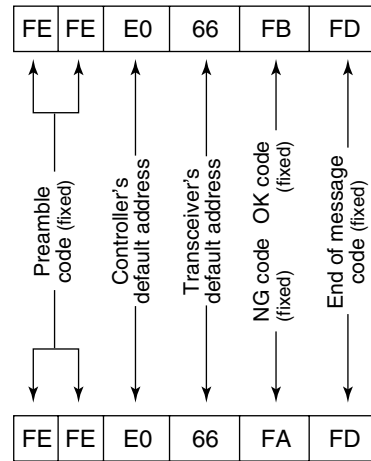 FE FE E0 66 FB FD
Preamble
code (fixed)
Controller's
default address
Transceiver's
default address
OK code
(fixed)
NG code
(fixed)
End of message
code (fixed)
FE FE E0 66 FA FD